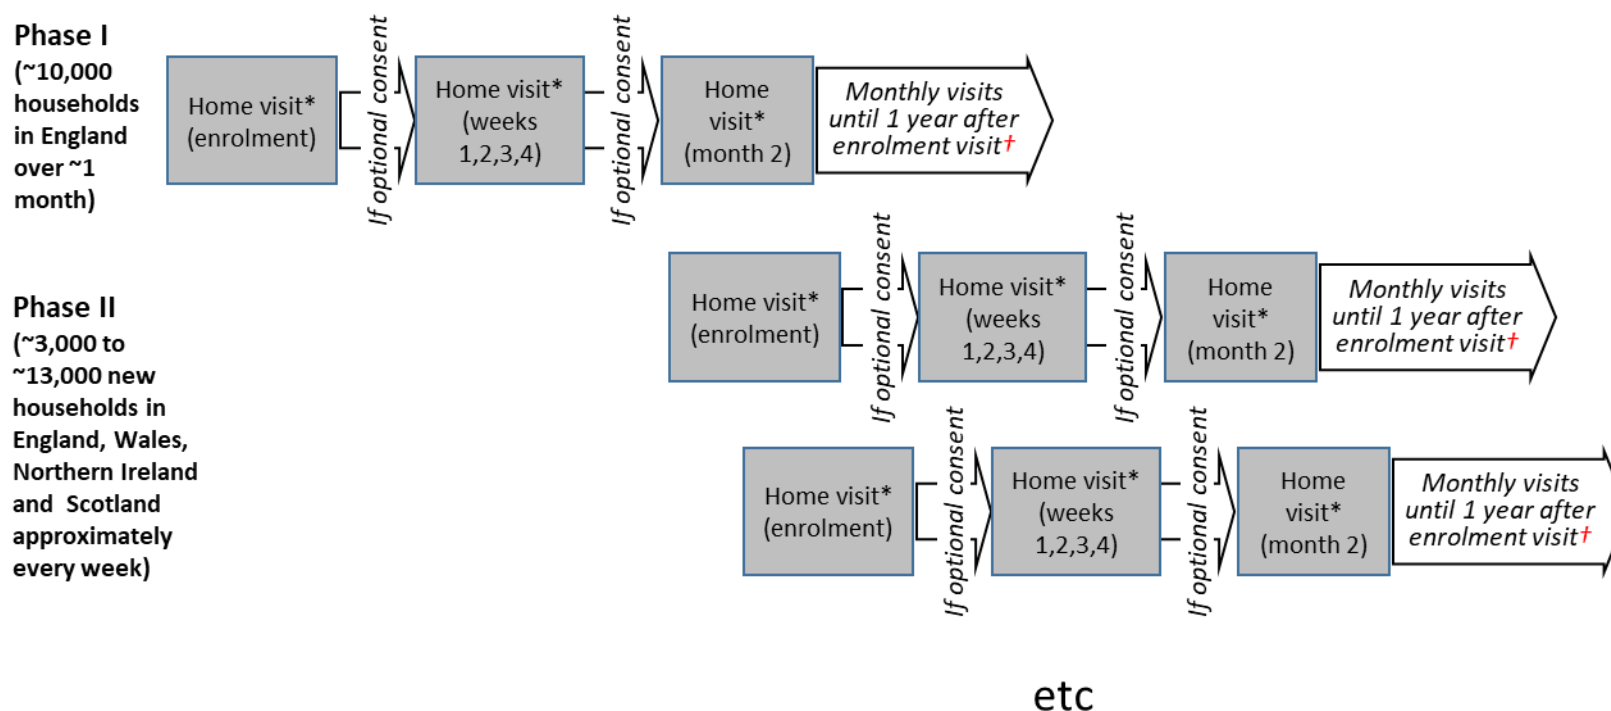 Phase I
(~10,000
households
in England
over ~1
month)
Home visit*
(enrolment)
If optional consent
Home visit*
(weeks
1,2,3,4)
If optional consent
Home
visit*
(month 2)
Monthly visits
until 1 year after
enrolment visit†
Phase II
(~3,000 to
~13,000 new
households in
England, Wales,
Northern Ireland
and Scotland
approximately
every week)
Home visit*
(enrolment)
If optional consent
Home visit*
(weeks
1,2,3,4)
If optional consent
Home
visit*
(month 2)
Monthly visits
until 1 year after
enrolment visit†
Home visit*
(enrolment)
If optional consent
Home visit*
(weeks
1,2,3,4)
If optional consent
Home
visit*
(month 2)
Monthly visits
until 1 year after
enrolment visit†
etc